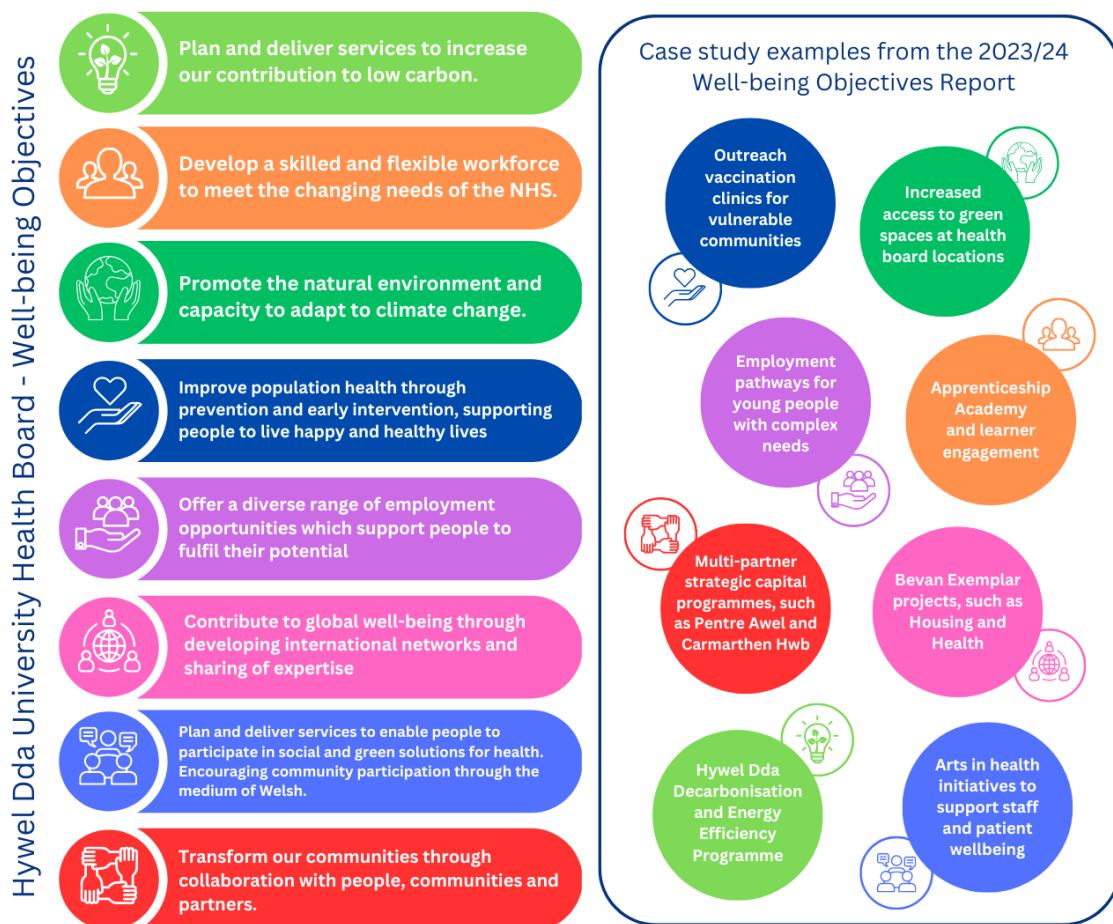 Hywel Dda University Health Board - Well-being Objectives
Plan and deliver services to increase
our contribution to low carbon.
Develop a skilled and flexible workforce
to meet the changing needs of the NHS.
Promote the natural environment and
capacity to adapt to climate change.
Improve population health through
prevention and early intervention, supporting
people to live happy and healthy lives
Offer a diverse range of employment
opportunities which support people to
fulfil their potential
Contribute to global well-being through
developing international networks and
sharing of expertise
Plan and deliver services to enable people to
participate in social and green solutions for health.
Encouraging community participation through the
medium of Welsh.
Transform our communities through
collaboration with people, communities and
partners.
Case study examples from the 2023/24
Well-being Objectives Report
Outreach
vaccination
clinics for
vulnerable
communities
Increased
access to green
spaces at health
board locations
Employment
pathways for
young people
with complex
needs
Apprenticeship
Academy
and learner
engagement
Multi-partner
strategic capital
programmes, such
as Pentre Awel and
Carmarthen Hwb
Bevan Exemplar
projects, such as
Housing and
Health
Hywel Dda
Decarbonisation
and Energy
Efficiency
Programme
Arts in health
initiatives to
support staff
and patient
wellbeing